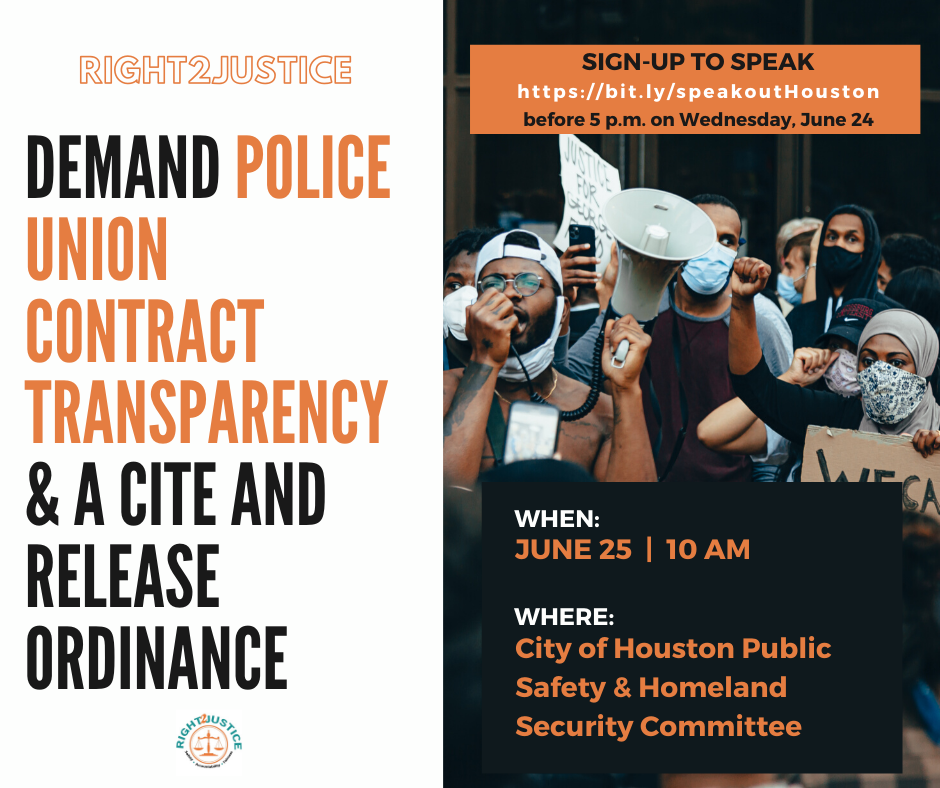 RIGHT2JUSTICE
DEMAND POLICE
UNION
CONTRACT
TRANSPARENCY
& A CITE AND
RELEASE
ORDINANCE
RIGHT2JUSTICE
SIGN-UP TO SPEAK
https://bit.ly/speakoutHouston
before 5 p.m. on Wednesday, June 24
JUSTICE
FOR
GEORGE
WE CA
WHEN:
JUNE 25 | 10 AM
WHERE:
City of Houston Public
Safety & Homeland
Security Committee